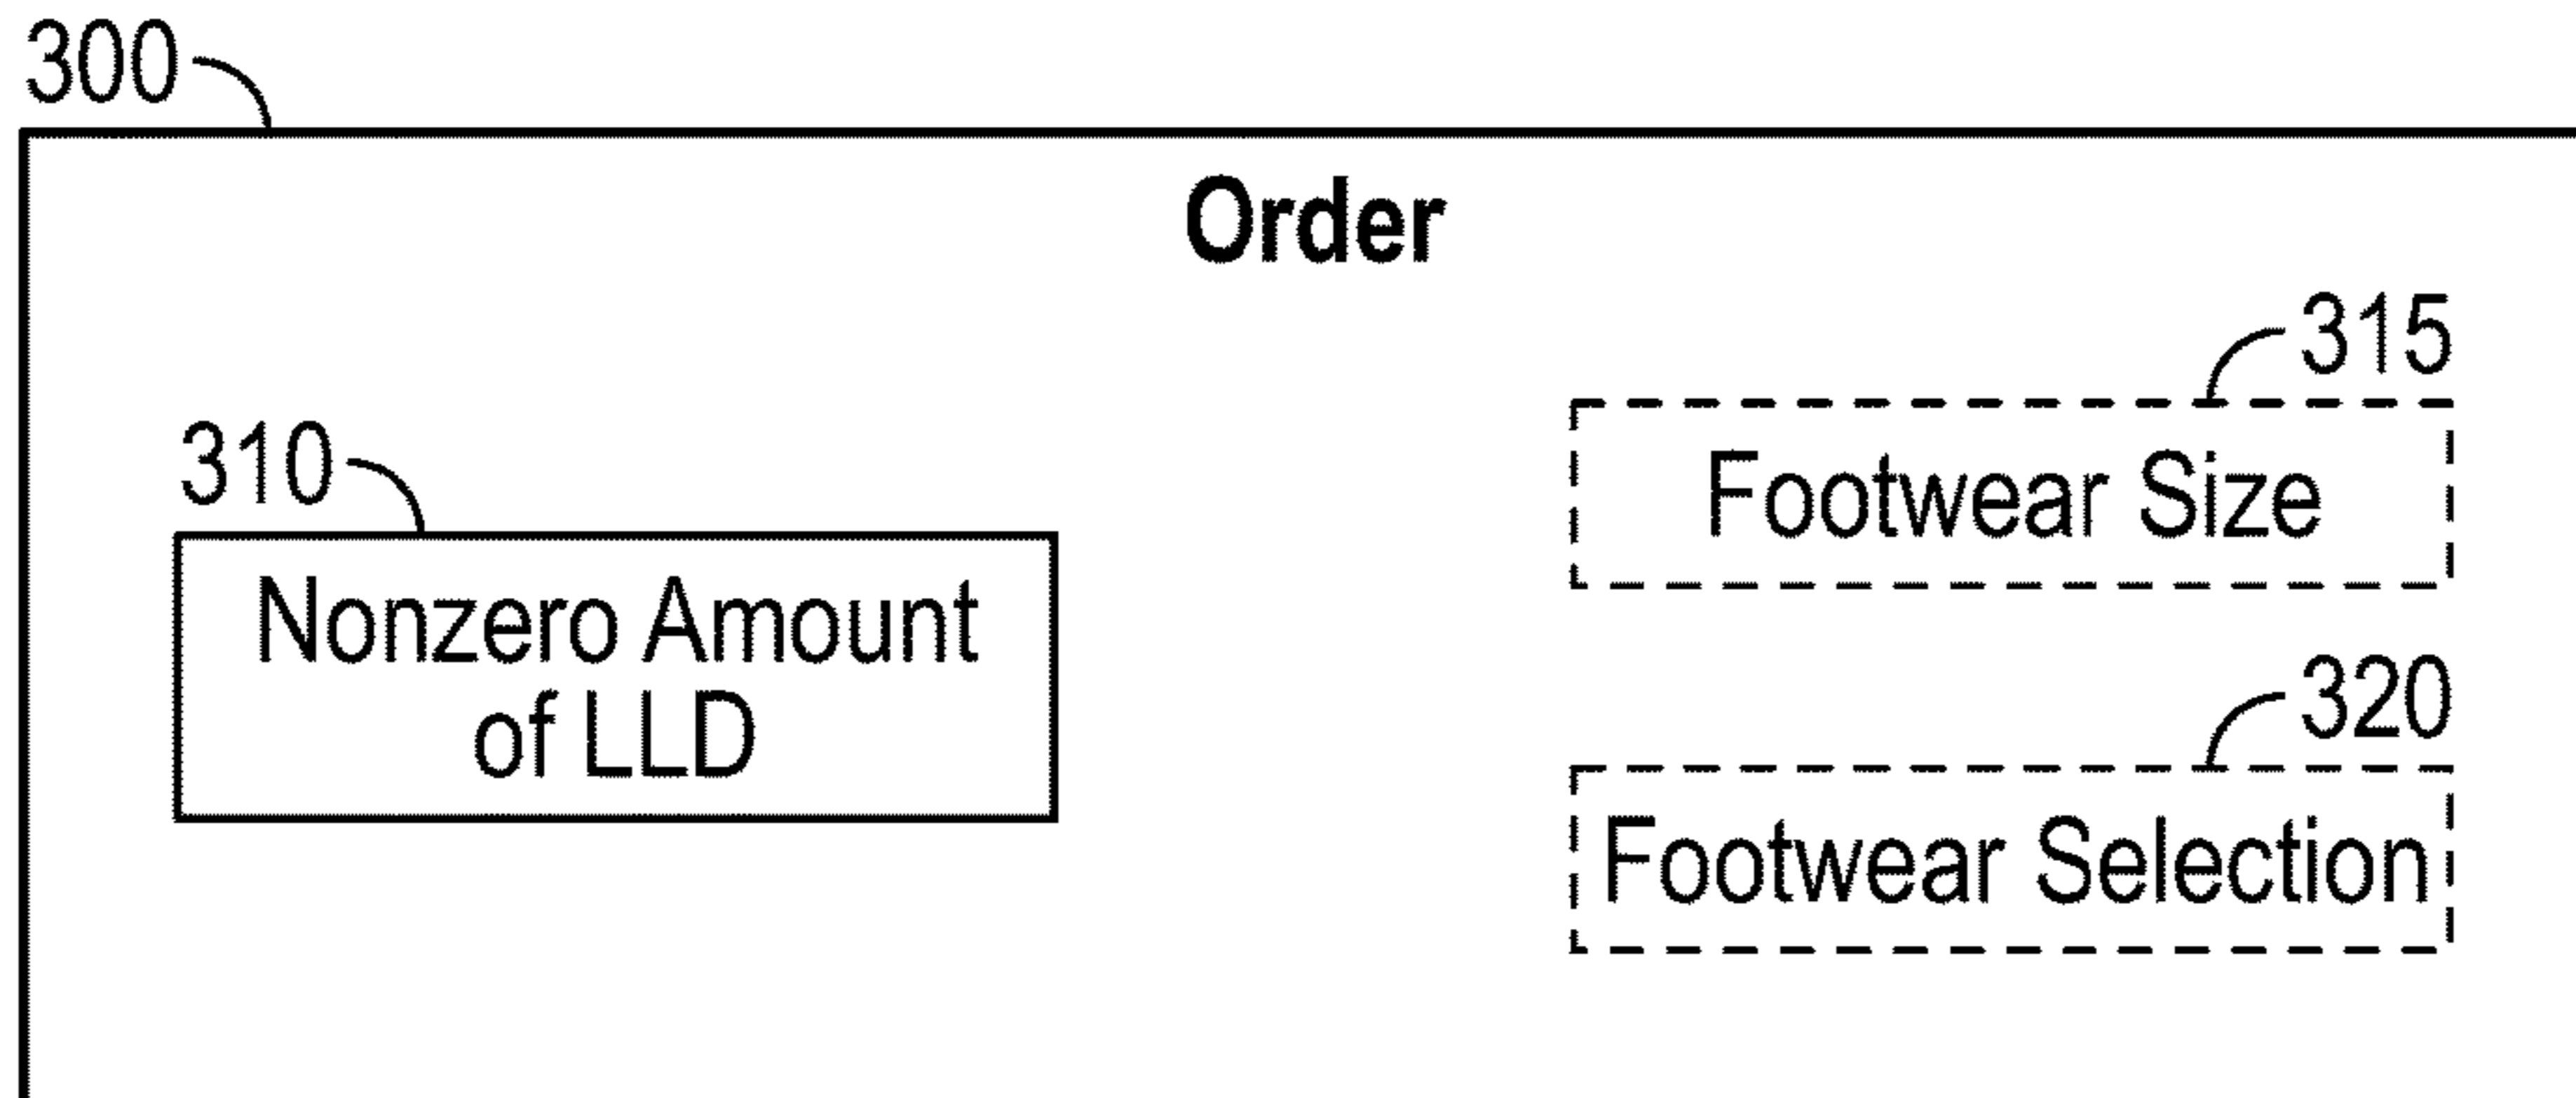 300
Order
315
Footwear Size
310
Nonzero Amount
of LLD
320
Footwear Selection